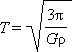 T = √(3π / Gρ)